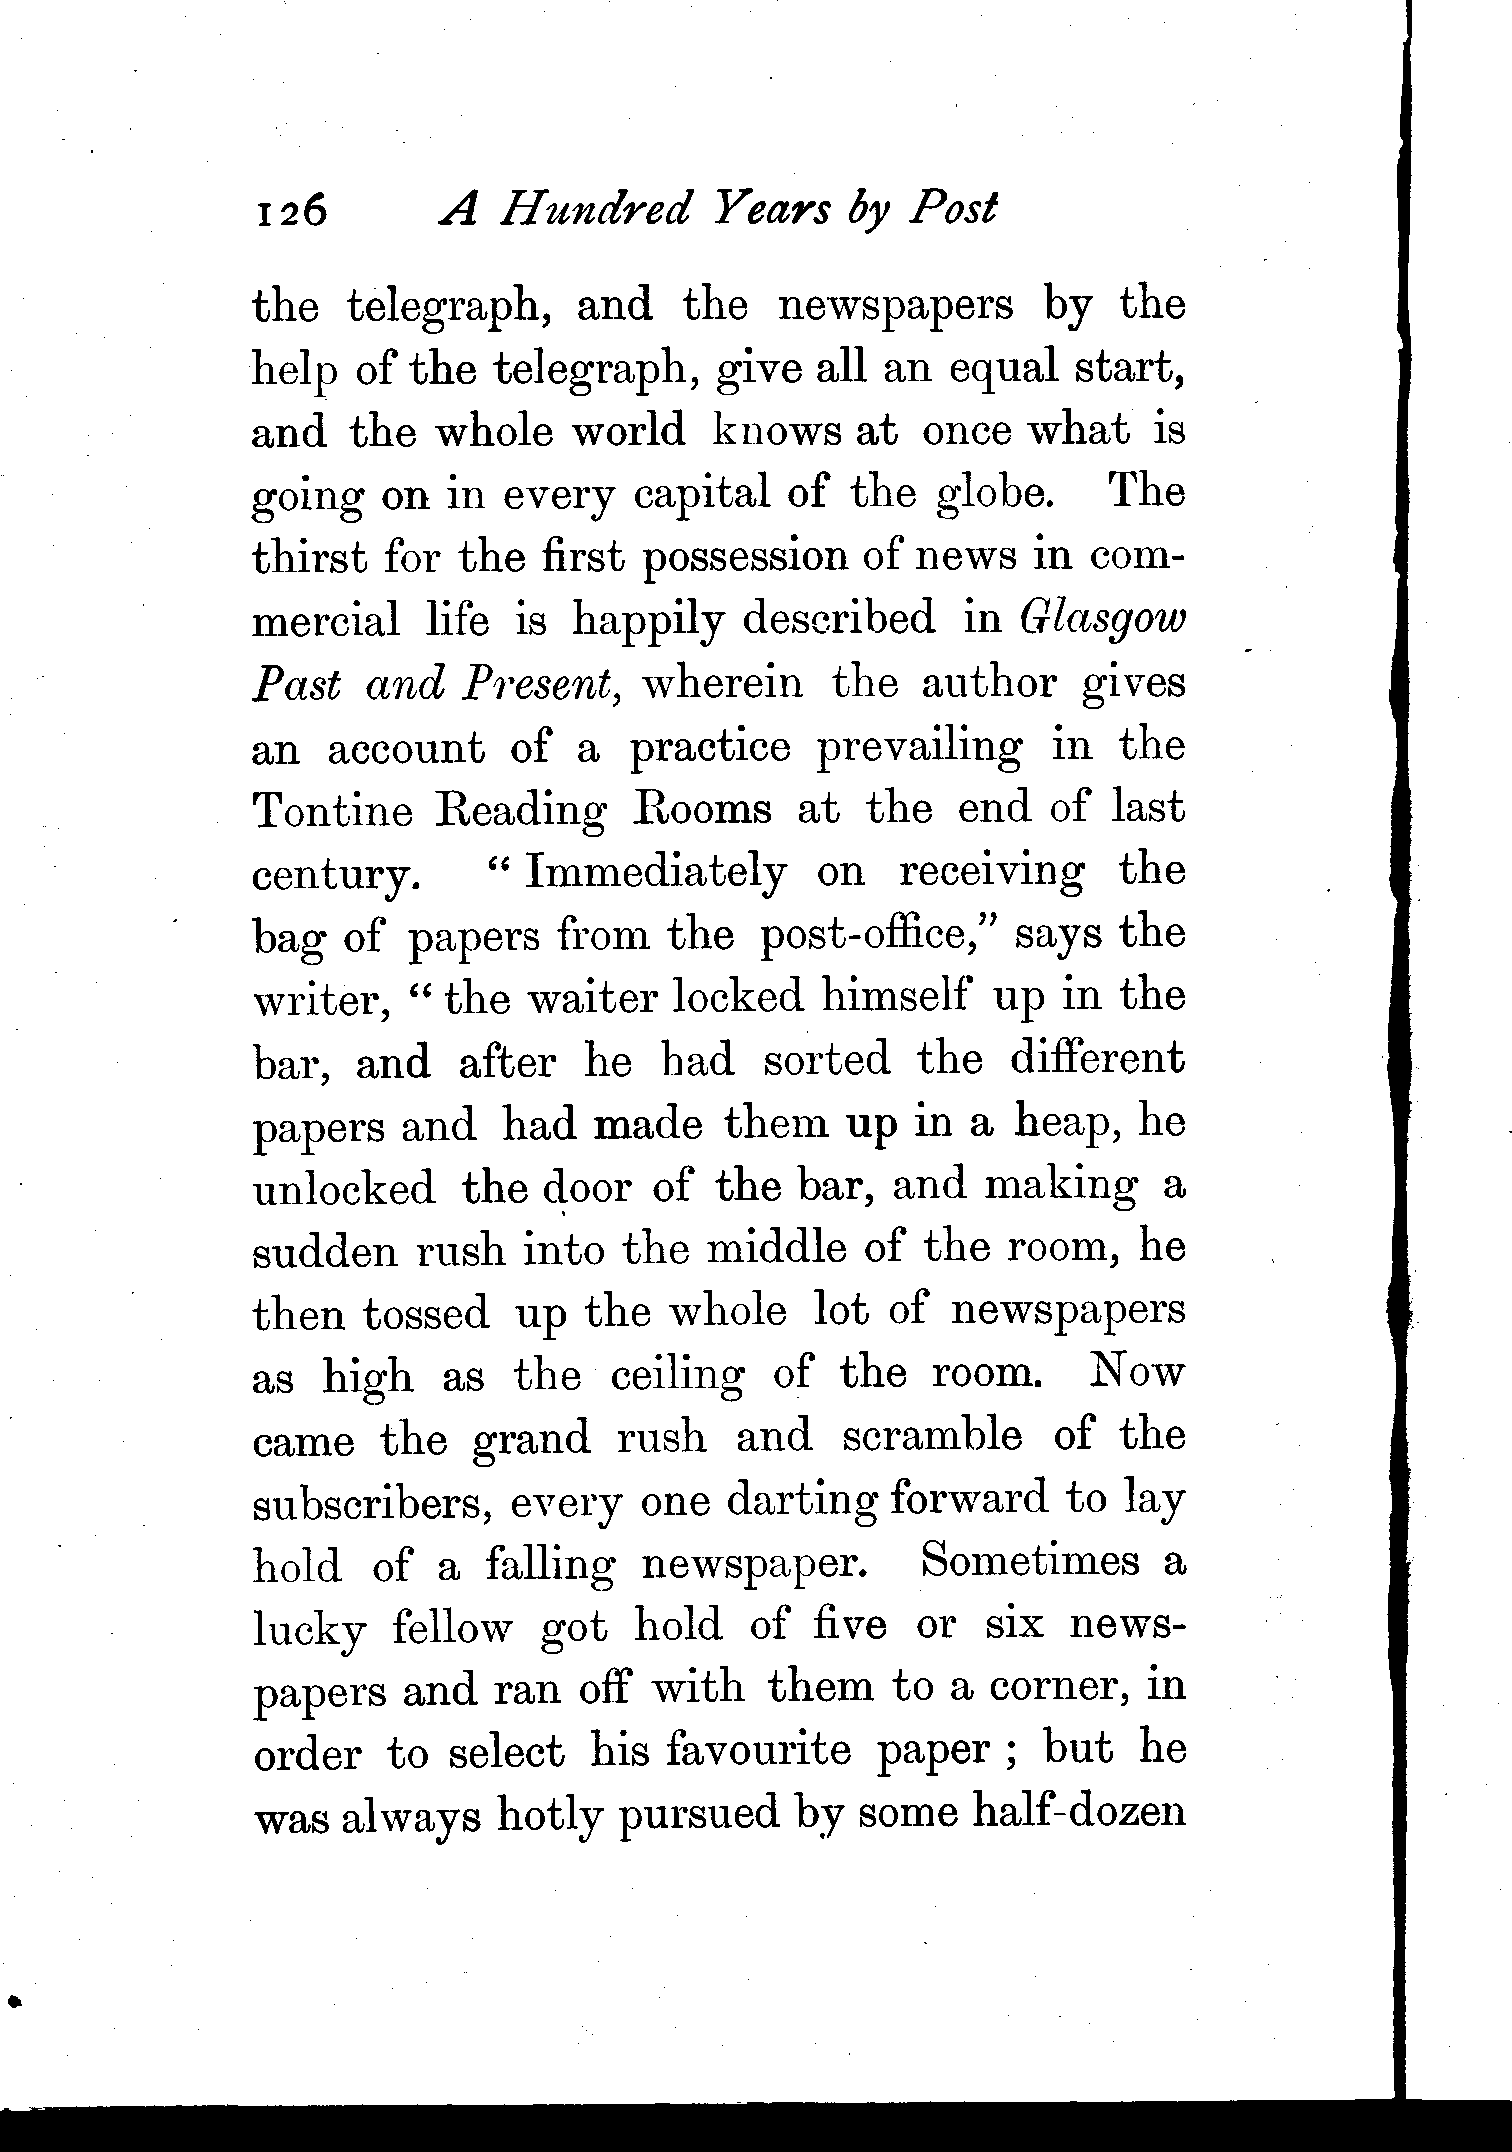 126 A Hundred Years by Post
the telegraph, and the newspapers by the
help of the telegraph, give all an equal start,
and the whole world knows at once what is
going on in every capital of the globe. The
thirst for the first possession of news in com-
mercial life is happily described in Glasgow
Past and Present, wherein the author gives
an account of a practice prevailing in the
Tontine Reading Rooms at the end of last
century. “ Immediately on receiving the
bag of papers from the post-office,” says the
writer, “ the waiter locked himself up in the
bar, and after he had sorted the different
papers and had made them up in a heap, he
unlocked the door of the bar, and making a
sudden rush into the middle of the room, he
then tossed up the whole lot of newspapers
as high as the ceiling of the room. Now
came the grand rush and scramble of the
subscribers, every one darting forward to lay
hold of a falling newspaper. Sometimes a
lucky fellow got hold of five or six news-
papers and ran off with them to a corner, in
order to select his favourite paper ; but he
was always hotly pursued by some half-dozen